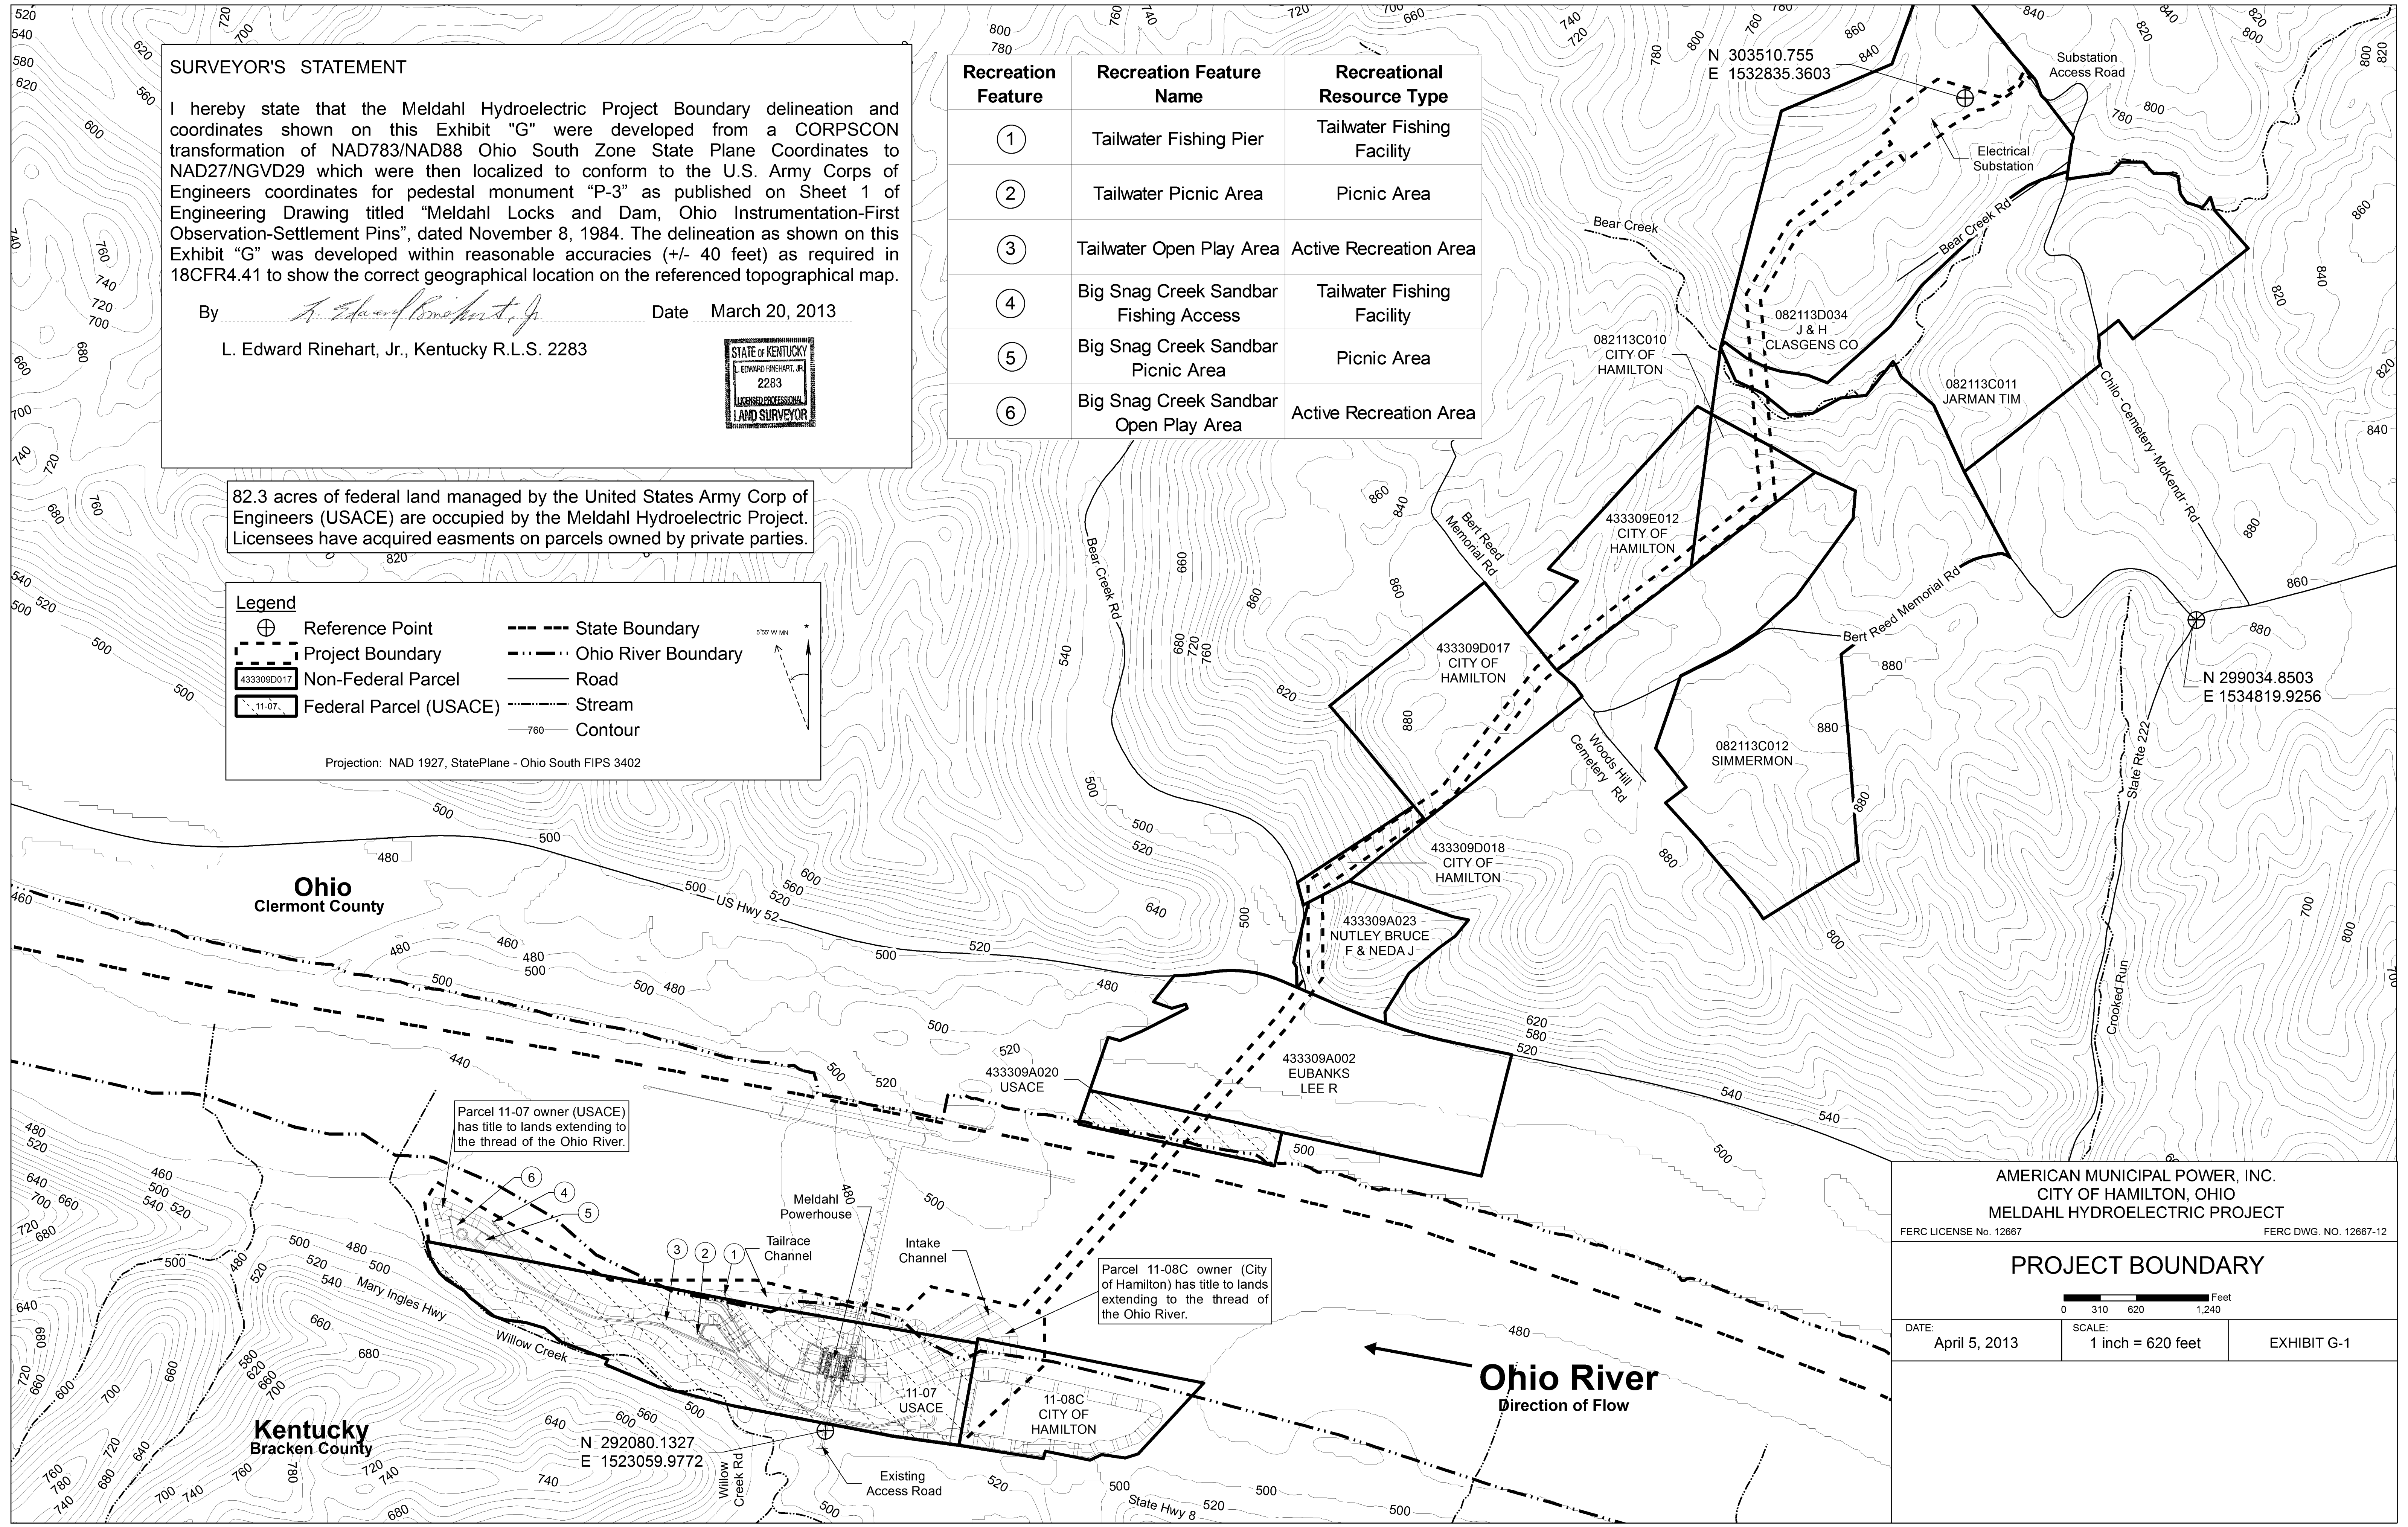 SURVEYOR'S STATEMENT
I hereby state that the Meldahl Hydroelectric Project Boundary delineation and
coordinates shown on this Exhibit "G" were developed from a CORPSCON
transformation of NAD783/NAD88 Ohio South Zone State Plane Coordinates to
NAD27/NGVD29 which were then localized to conform to the U.S. Army Corps of
Engineers coordinates for pedestal monument “P-3” as published on Sheet 1 of
Engineering Drawing titled “Meldahl Locks and Dam, Ohio Instrumentation-First
Observation-Settlement Pins”, dated November 8, 1984. The delineation as shown on this
Exhibit “G” was developed within reasonable accuracies (+/- 40 feet) as required in
18CFR4.41 to show the correct geographical location on the referenced topographical map.
By L. Edward Rinehart, Jr. Date March 20, 2013
L. Edward Rinehart, Jr., Kentucky R.L.S. 2283
STATE of KENTUCKY
L. EDWARD RINEHART, JR.
2283
LICENSED PROFESSIONAL
LAND SURVEYOR
82.3 acres of federal land managed by the United States Army Corp of
Engineers (USACE) are occupied by the Meldahl Hydroelectric Project.
Licensees have acquired easments on parcels owned by private parties.
Legend
Reference Point
Project Boundary
433309D017 Non-Federal Parcel
11-07 Federal Parcel (USACE)
State Boundary
Ohio River Boundary
Road
Stream
760 Contour
5°55' W MN
Projection: NAD 1927, StatePlane - Ohio South FIPS 3402
Recreation Feature | Recreation Feature Name | Recreational Resource Type
1 Tailwater Fishing Pier Tailwater Fishing Facility
2 Tailwater Picnic Area Picnic Area
3 Tailwater Open Play Area Active Recreation Area
4 Big Snag Creek Sandbar Fishing Access Tailwater Fishing Facility
5 Big Snag Creek Sandbar Picnic Area Picnic Area
6 Big Snag Creek Sandbar Open Play Area Active Recreation Area
N 303510.755
E 1532835.3603
Substation
Access Road
Electrical
Substation
Bear Creek
Bear Creek Rd
082113D034
J & H
CLASGENS CO
082113C010
CITY OF
HAMILTON
082113C011
JARMAN TIM
Chilo - Cemetery-McKendr Rd
433309E012
CITY OF
HAMILTON
Bert Reed
Memorial Rd
Bear Creek Rd
Bert Reed Memorial Rd
433309D017
CITY OF
HAMILTON
N 299034.8503
E 1534819.9256
Woods Hill
Cemetery Rd
082113C012
SIMMERMON
State Rte 222
433309D018
CITY OF
HAMILTON
433309A023
NUTLEY BRUCE
F & NEDA J
Crooked Run
Ohio
Clermont County
US Hwy 52
433309A002
EUBANKS
LEE R
433309A020
USACE
Parcel 11-07 owner (USACE)
has title to lands extending to
the thread of the Ohio River.
6
4
5
3
2
1
Tailrace
Channel
Meldahl
Powerhouse
Intake
Channel
Parcel 11-08C owner (City
of Hamilton) has title to lands
extending to the thread of
the Ohio River.
Mary Ingles Hwy
Willow Creek
11-07
USACE
11-08C
CITY OF
HAMILTON
Ohio River
Direction of Flow
Kentucky
Bracken County
N 292080.1327
E 1523059.9772
Willow
Creek Rd
Existing
Access Road
State Hwy 8
AMERICAN MUNICIPAL POWER, INC.
CITY OF HAMILTON, OHIO
MELDAHL HYDROELECTRIC PROJECT
FERC LICENSE No. 12667
FERC DWG. NO. 12667-12
PROJECT BOUNDARY
Feet
0 310 620 1,240
DATE:
April 5, 2013
SCALE:
1 inch = 620 feet
EXHIBIT G-1